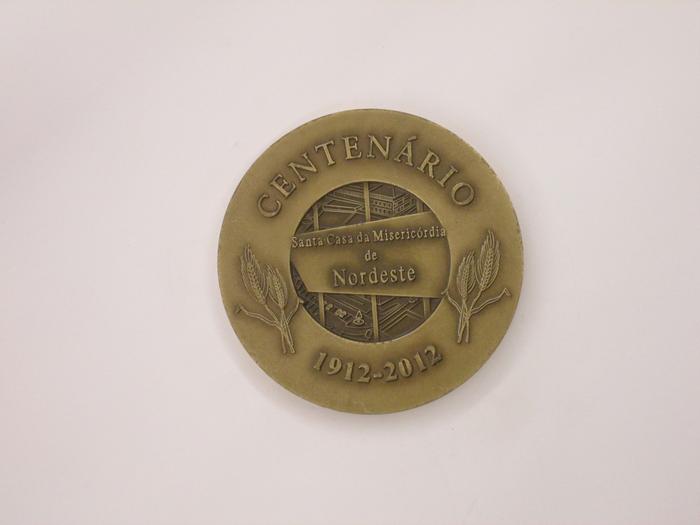 CENTENÁRIO
Santa Casa da Misericórdia
de
Nordeste
1912-2012